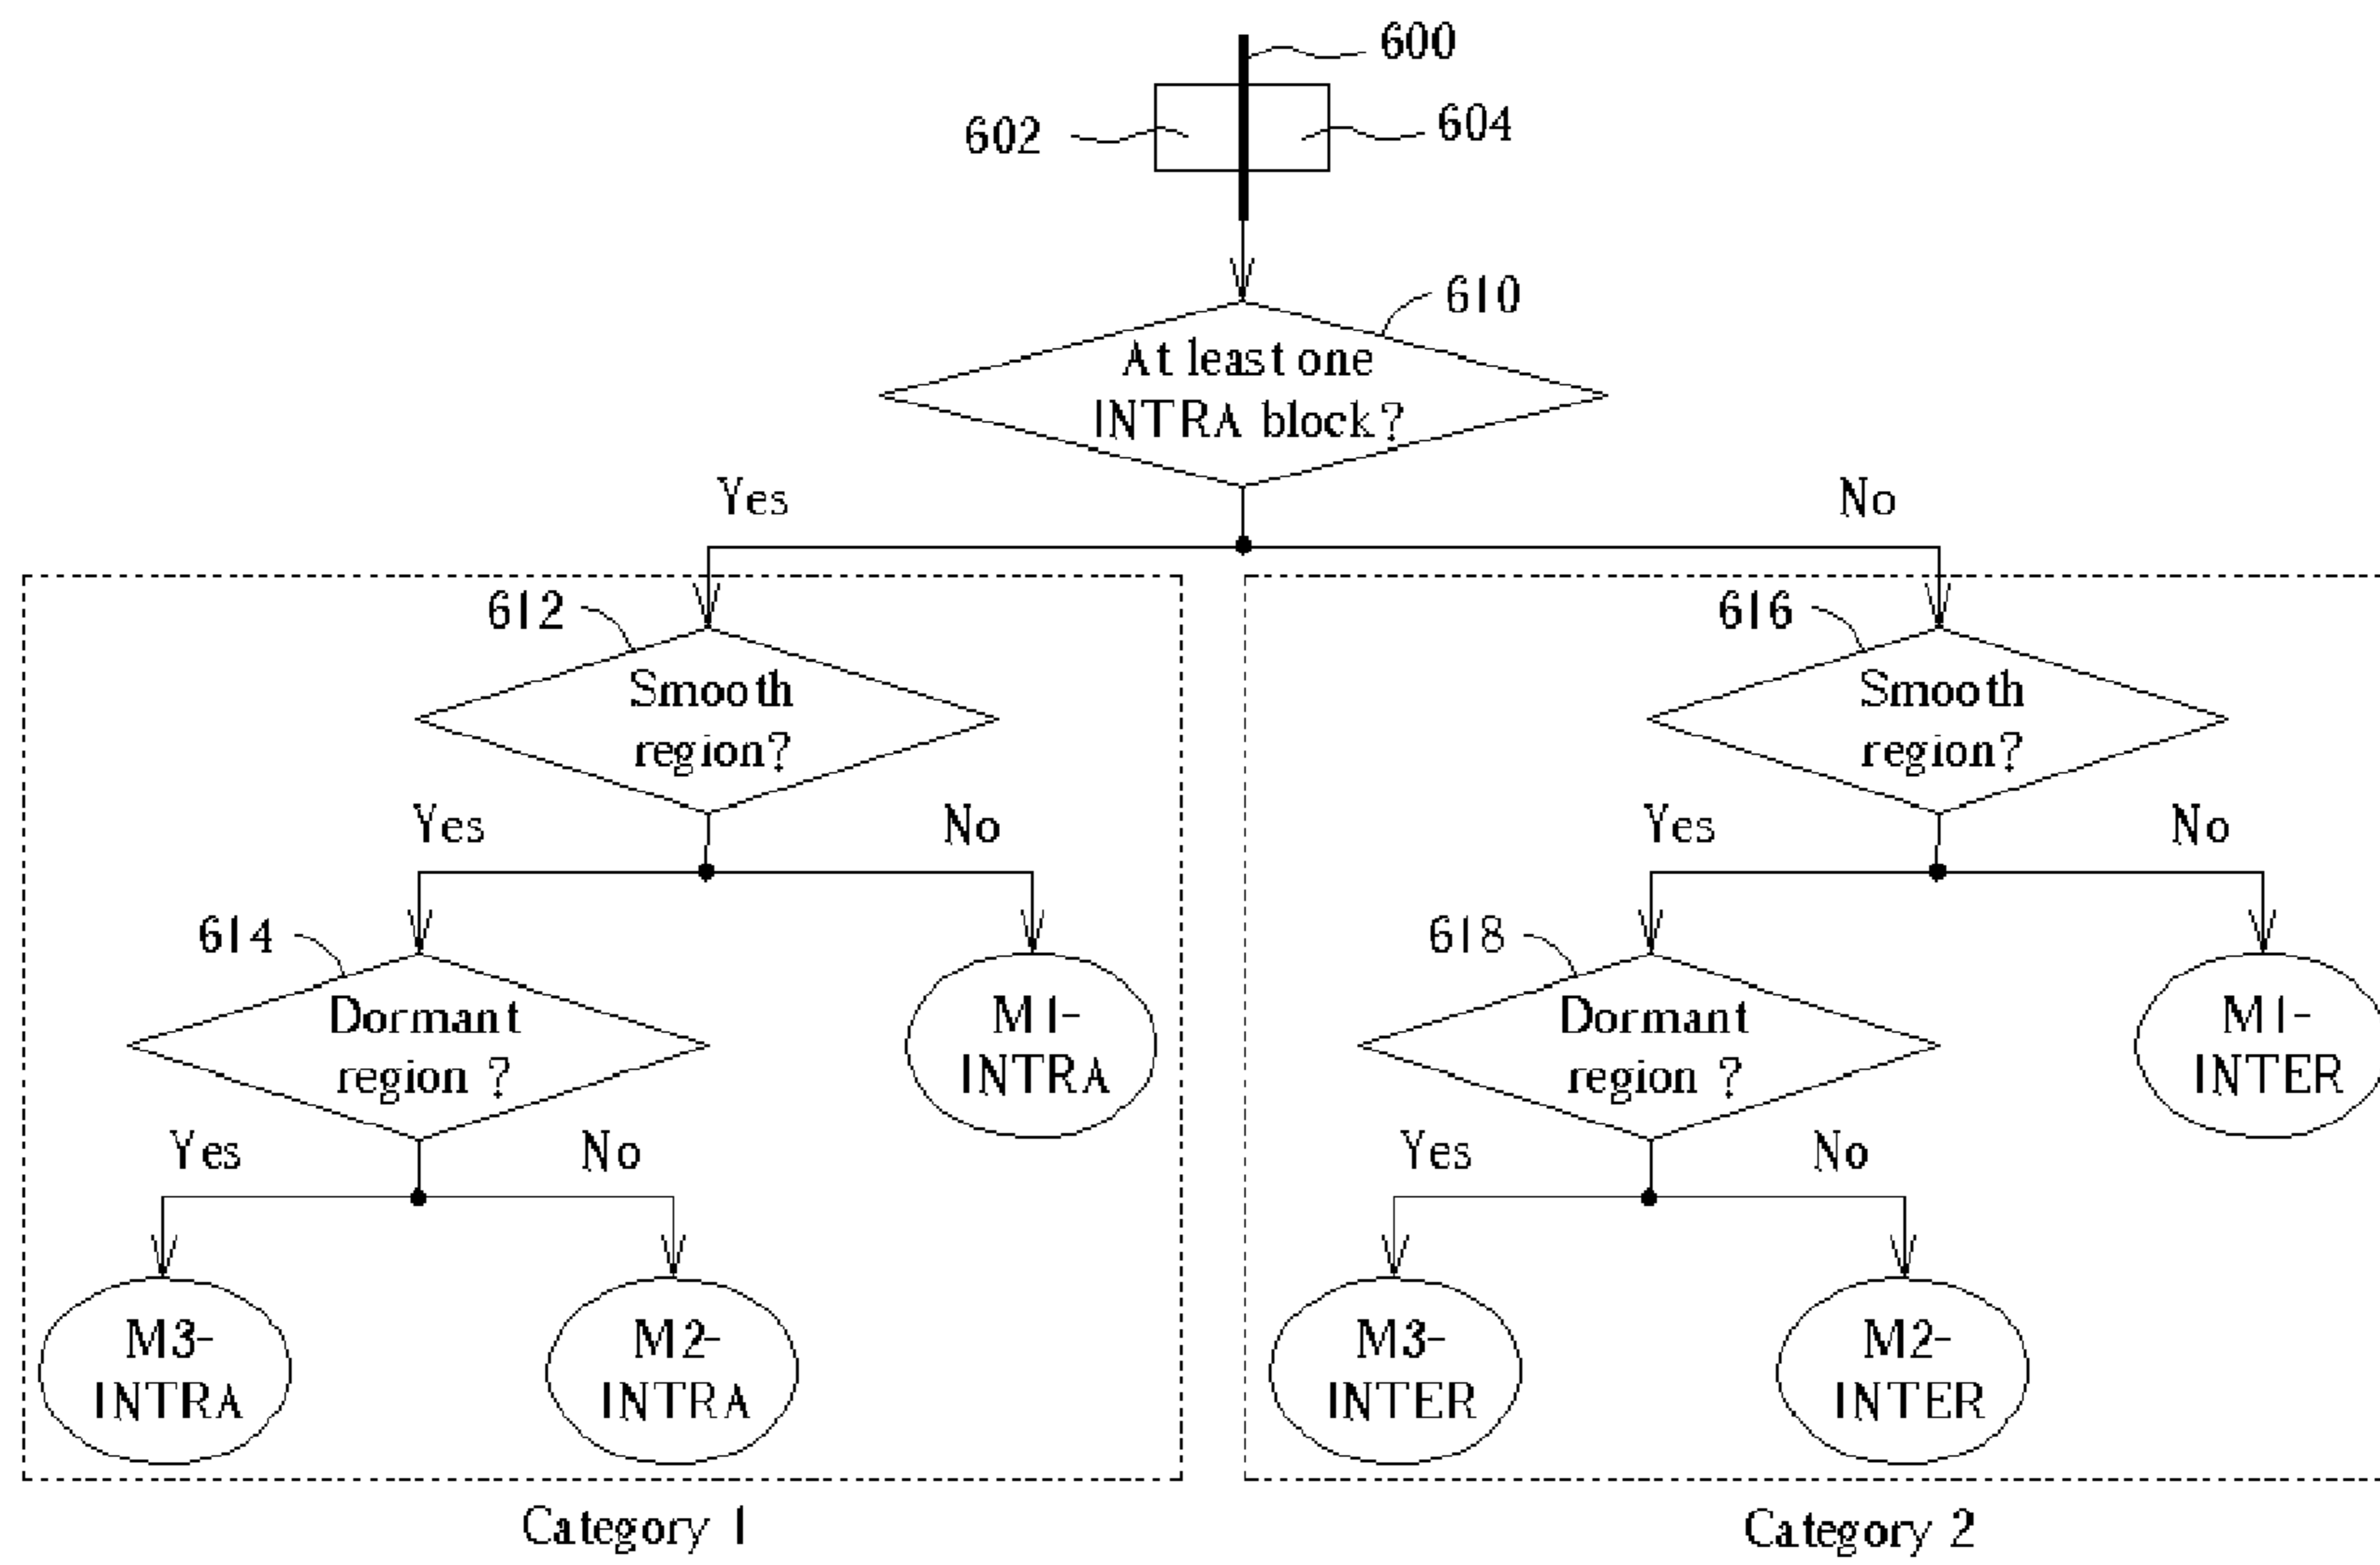 600
602
604
610
At least one
INTRA block?
Yes
No
612
616
Smooth
region?
Smooth
region?
Yes
No
Yes
No
614
618
Dormant
region ?
M1-
INTRA
Dormant
region ?
M1-
INTER
Yes
No
Yes
No
M3-
INTRA
M2-
INTRA
M3-
INTER
M2-
INTER
Category 1
Category 2